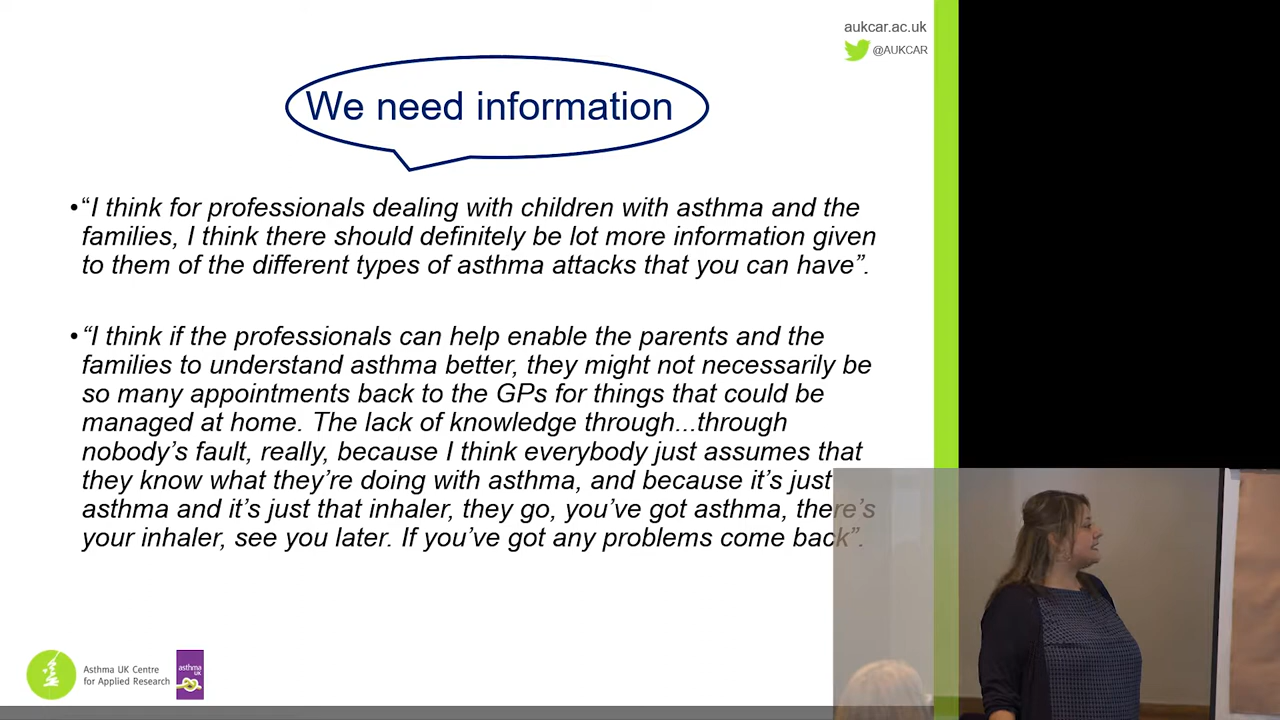 aukcar.ac.uk
@AUKCAR
We need information
•“I think for professionals dealing with children with asthma and the
families, I think there should definitely be lot more information given
to them of the different types of asthma attacks that you can have”.
•“I think if the professionals can help enable the parents and the
families to understand asthma better, they might not necessarily be
so many appointments back to the GPs for things that could be
managed at home. The lack of knowledge through...through
nobody’s fault, really, because I think everybody just assumes that
they know what they’re doing with asthma, and because it’s just
asthma and it’s just that inhaler, they go, you’ve got asthma, there’s
your inhaler, see you later. If you’ve got any problems come back”.
Asthma UK Centre
for Applied Research
asthma
UK